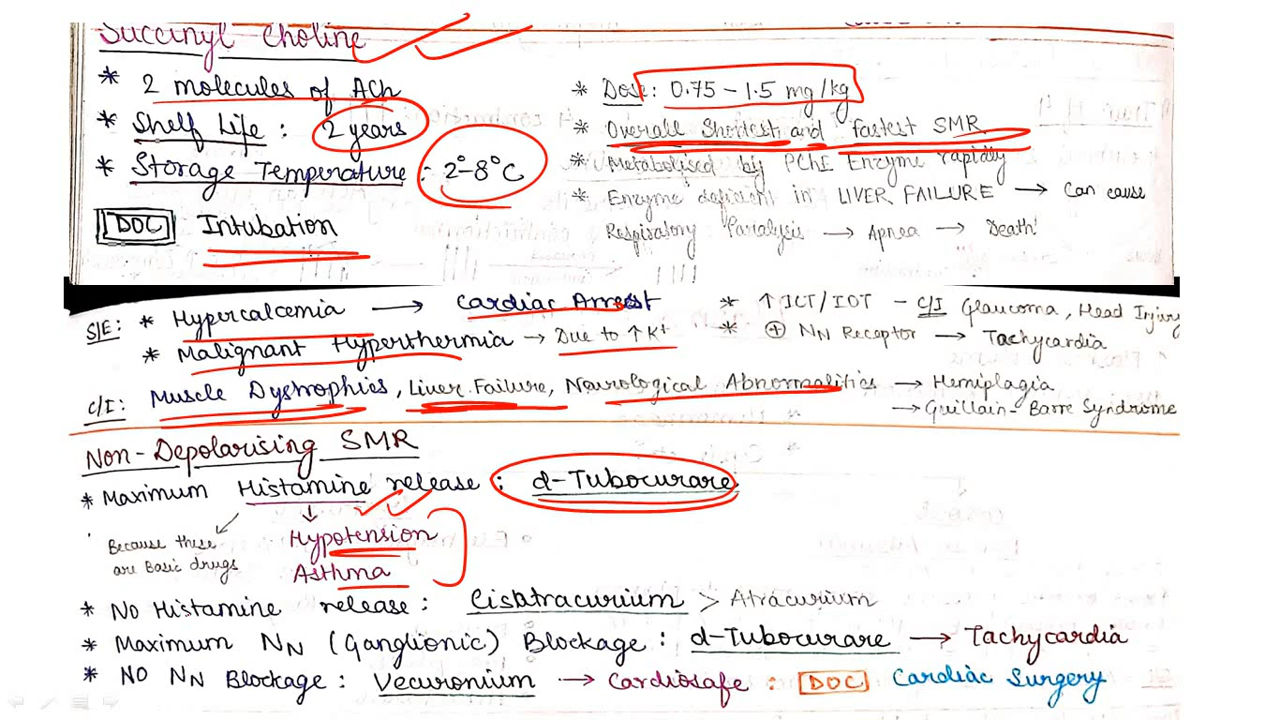 Succinyl choline
* 2 molecules of ACh
* Shelf Life : 2 years
* Storage Temperature : 2°-8°C
DOC Intubation
* Dose : 0.75 - 1.5 mg/kg
* Overall Shortest and fastest SMR
* Metabolised by PChE Enzyme rapidly
* Enzyme deficient in LIVER FAILURE → Can cause
Respiratory Paralysis → Apnea → Death!
S/E: * Hypercalcemia → Cardiac Arrest
* Malignant Hyperthermia → Due to ↑ K+
* ↑ ICT/IOT - C/I Glaucoma, Head Injury
* ⊕ NN Receptor → Tachycardia
C/I: Muscle Dystrophies, Liver Failure, Neurological Abnormalities → Hemiplagia
→ Guillain-Barre Syndrome
Non-Depolarising SMR
* Maximum Histamine release : d-Tubocurare
↙ ↓
Because these are Basic drugs
Hypotension
Asthma
* No Histamine release : Cisatracurium > Atracurium
* Maximum NN (Ganglionic) Blockage : d-Tubocurare → Tachycardia
* NO NN Blockage : Vecuronium → Cardiosafe : DOC Cardiac Surgery